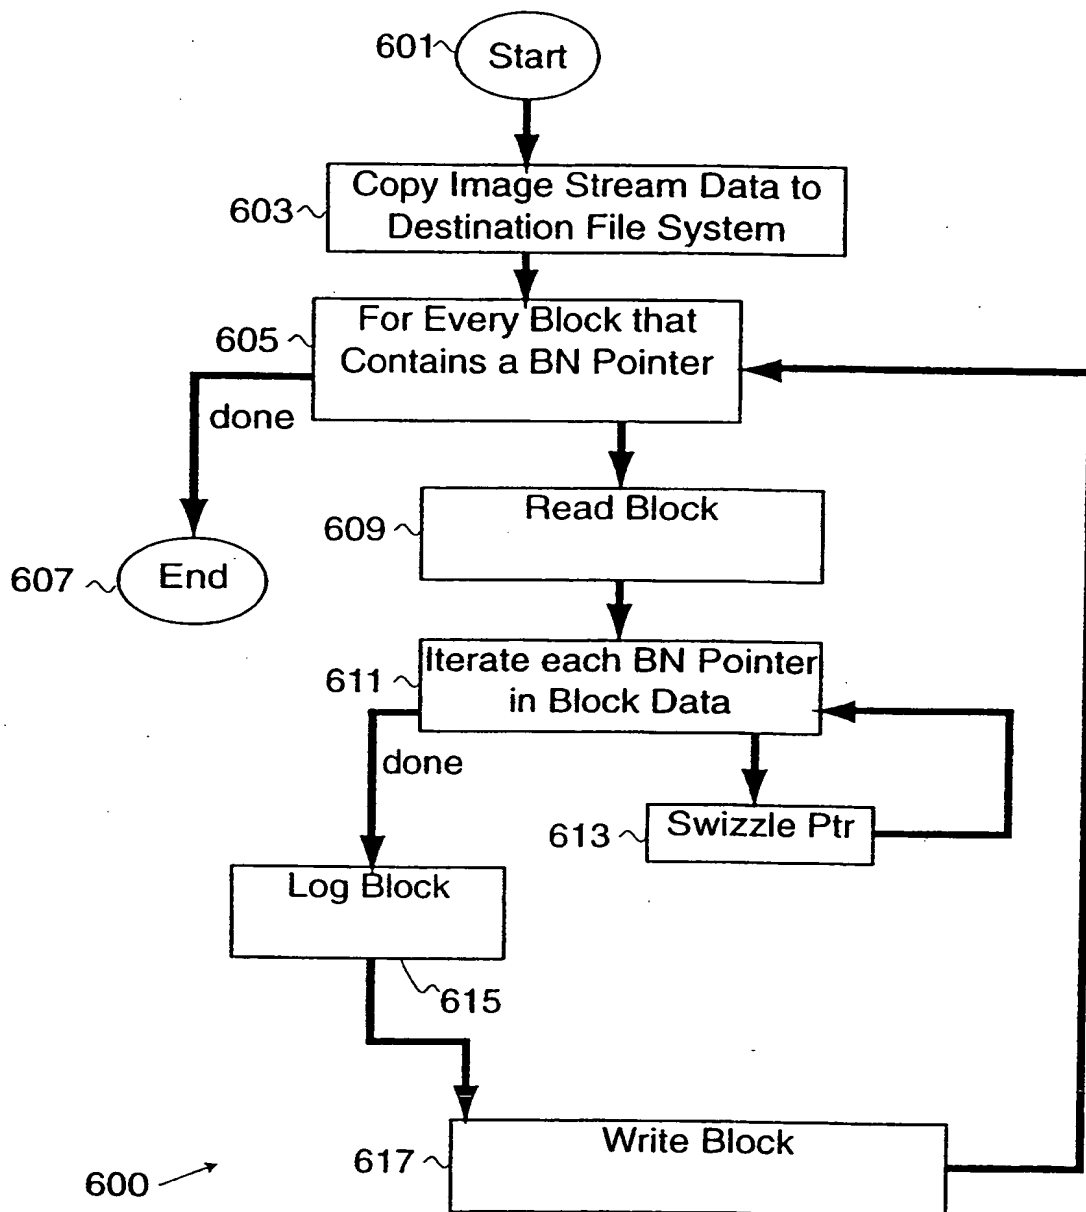 601
Start
Copy Image Stream Data to
603
Destination File System
For Every Block that
605
Contains a BN Pointer
done
Read Block
609
607
End
Iterate each BN Pointer
611
in Block Data
done
613
Swizzle Ptr
Log Block
615
Write Block
617
600